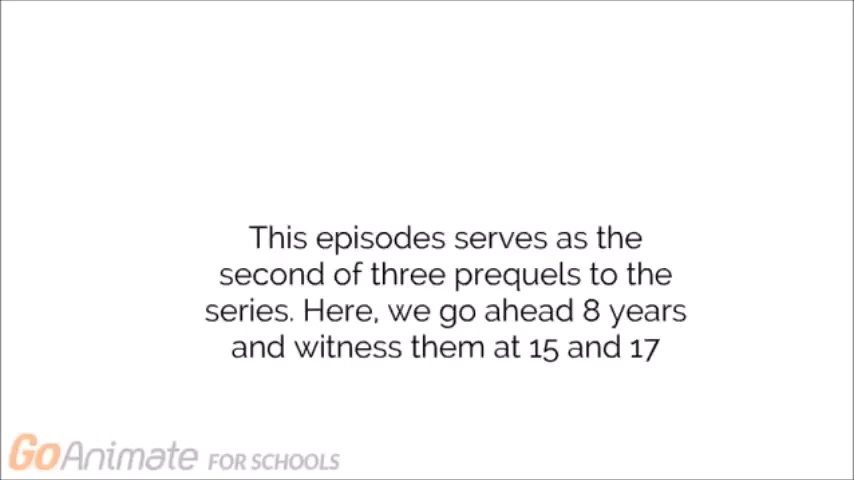 This episodes serves as the
second of three prequels to the
series. Here, we go ahead 8 years
and witness them at 15 and 17
GoAnimate FOR SCHOOLS